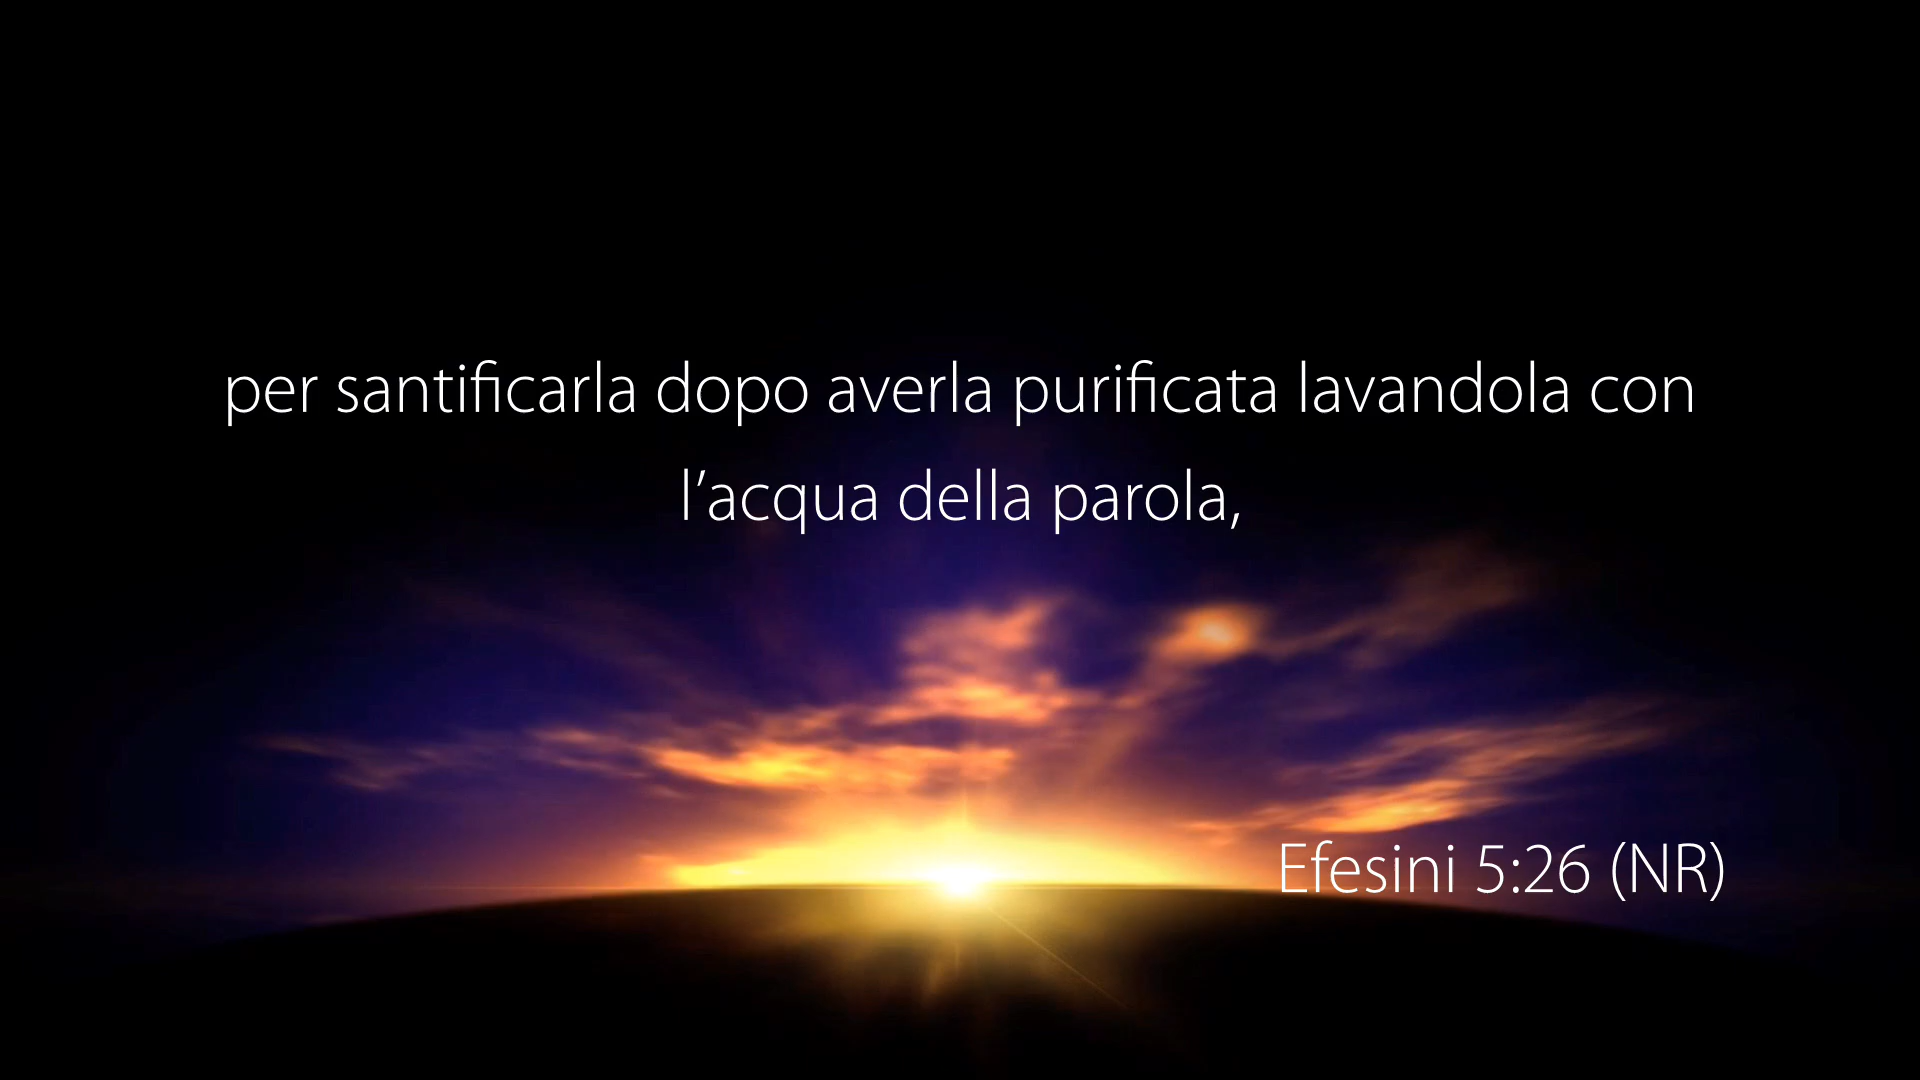 per santificarla dopo averla purificata lavandola con
l’acqua della parola,
Efesini 5:26 (NR)